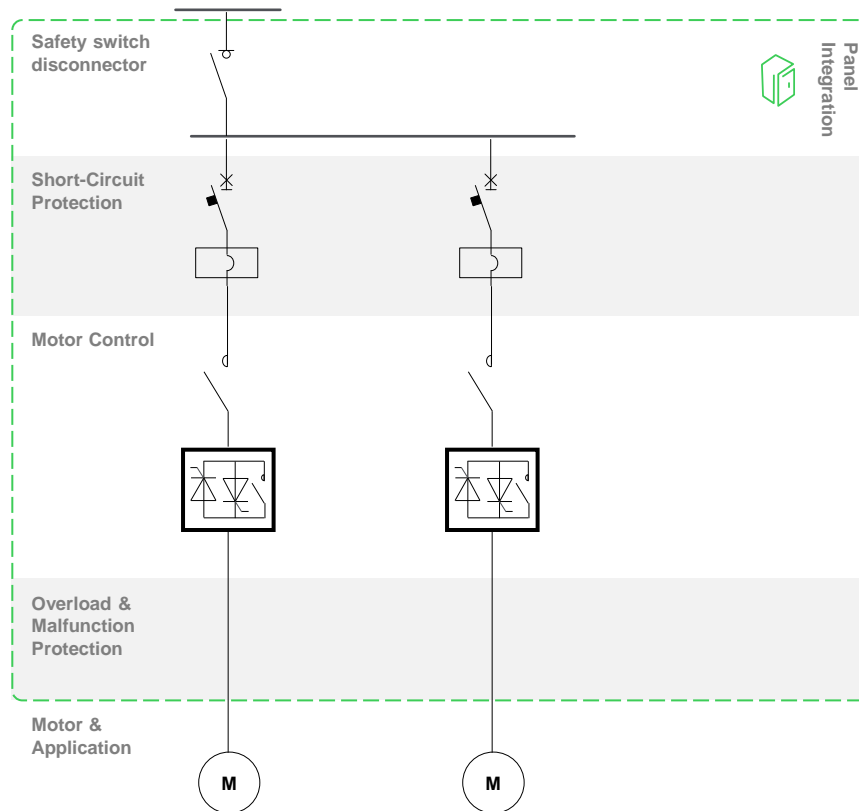 Safety switch
disconnector
Panel
Integration
Short-Circuit
Protection
Motor Control
Overload &
Malfunction
Protection
Motor &
Application
M
M